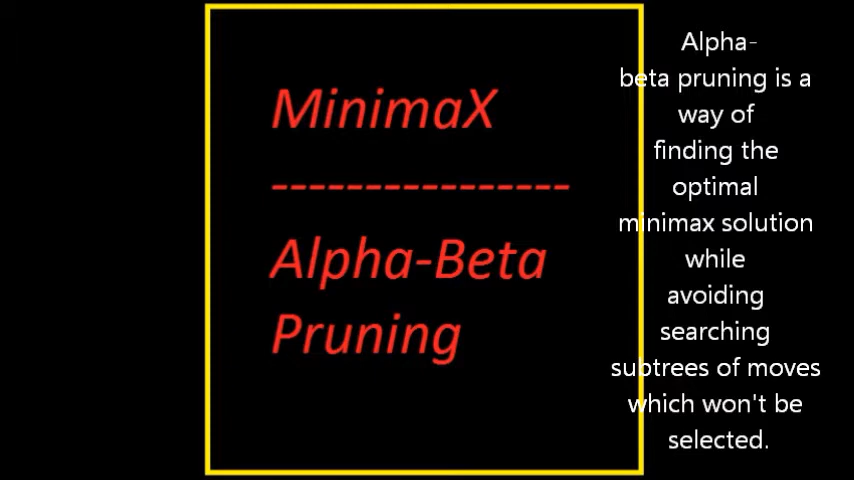 MinimaX
----------------
Alpha-Beta
Pruning
Alpha-
beta pruning is a
way of
finding the
optimal
minimax solution
while
avoiding
searching
subtrees of moves
which won't be
selected.